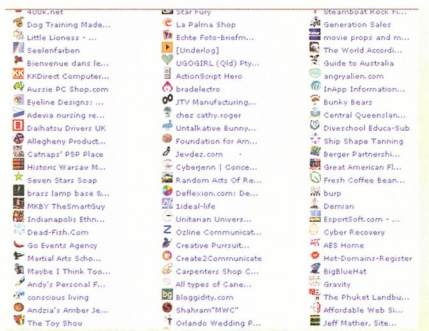 400k.net
Dog Training Made...
Little Lioness - ...
Seelenfarben
Bienvenue dans le...
KKDirect Computer...
Aussie PC Shop.com
Eyeline Designs: ...
Adevia nursing re...
Daihatsu Drivers UK
Allegheny Product...
Catnaps' PSP Place
Historic Warsaw M...
Seven Stars Soap
brass lamp base &...
MKBY TheSmartGuy
Indianapolis Ethn...
Dead-Fish.Com
Go Events Agency
Martial Arts Scho...
Maybe I Think Too...
Andy's Personal F...
conscious living
Andzia's Amber Je...
The Toy Show
Star Fury
La Palma Shop
Echte Foto-Briefm...
[Underlog]
UGOGIRL (Qld) Pty...
ActionScript Hero
bradelectro
JTV Manufacturing...
chez cathy.roger
Untalkative Bunny...
Foundation for Am...
Jevdez.com
Cyberjenn | Conce...
Random Acts Of Re...
Deflexion.com: De...
1ideal-life
Unitarian Univers...
Ozline Communicat...
Creative Purrsuit...
Create2Communicate
Carpenters Shop C...
All types of Cane...
Bloggidity.com
Shahram"MWC"
Orlando Wedding P...
Steamboat Rock Fi...
Generation Sales
movie props and m...
The World Accordi...
Guide to Australia
angryalien.com
InApp Information...
Bunky Bears
Central Queenslan...
Diveschool Educa-Sub
Ship Shape Tanning
Berger Partnershi...
Great American Fl...
Fresh Coffee Bean...
burp
Demian
EsportSoft.com - ...
Cyber Recovery
AES Home
Hot-Domains-Register
BigBlueHat
Gravity
The Phuket Landbu...
Affordable Web Si...
Jeff Mather. Site...